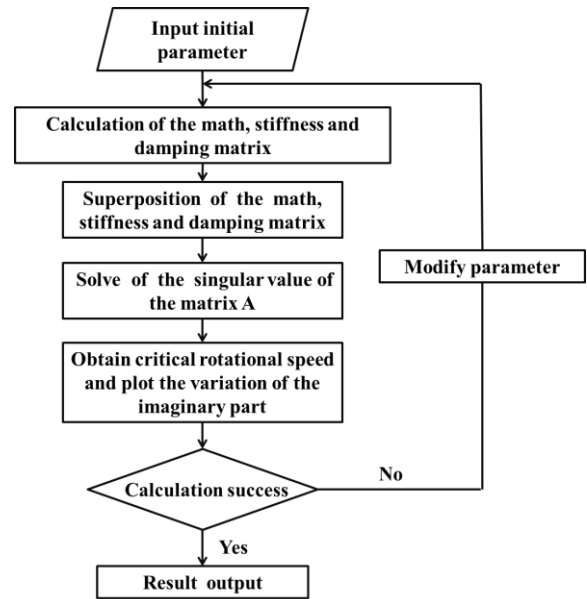 Input initial
parameter
Calculation of the math, stiffness and
damping matrix
Superposition of the math,
stiffness and damping matrix
Solve of the singular value of
the matrix A
Modify parameter
Obtain critical rotational speed
and plot the variation of the
imaginary part
Calculation success
No
Yes
Result output